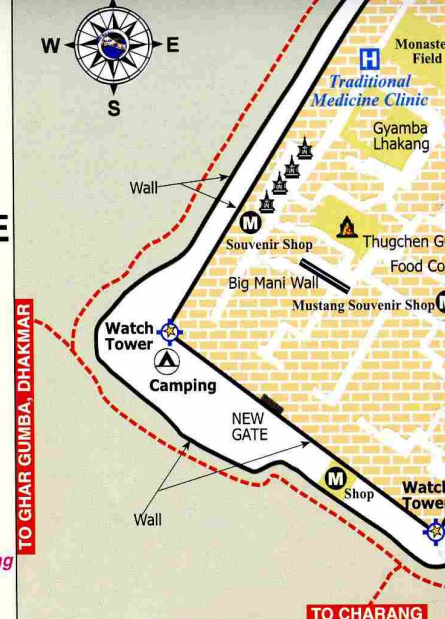 W
E
S
H
Monaste
Field
Traditional
Medicine Clinic
Gyamba
Lhakang
Wall
M
Souvenir Shop
Thugchen G
Food Co
Big Mani Wall
Mustang Souvenir Shop
Watch
Tower
Camping
NEW
GATE
M
Shop
Watch
Tower
Wall
TO GHAR GUMBA, DHAKMAR
TO CHARANG